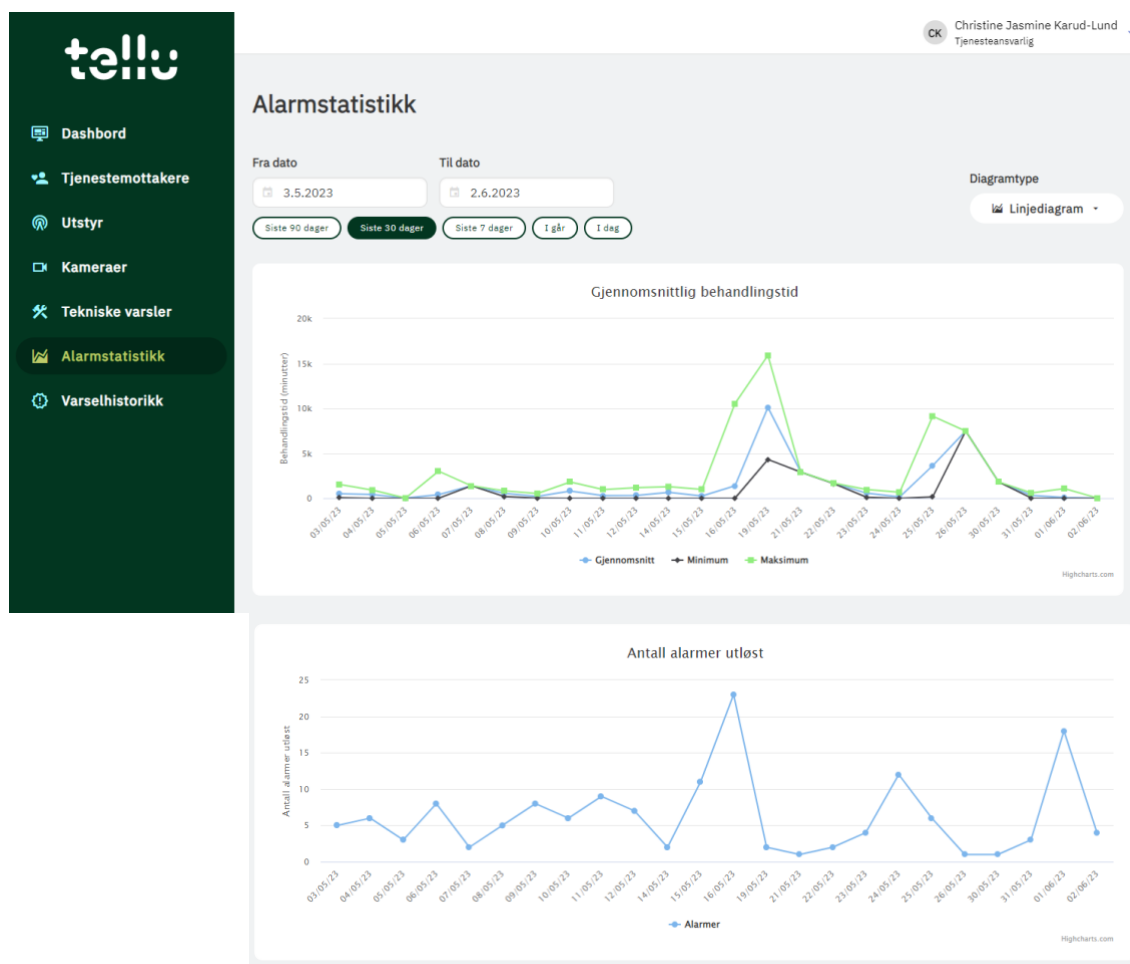 tellu
CK
Christine Jasmine Karud-Lund
Tjenesteansvarlig
Dashbord
Tjenestemottakere
Utstyr
Kameraer
Tekniske varsler
Alarmstatistikk
Varselhistorikk
Alarmstatistikk
Fra dato
Til dato
3.5.2023
2.6.2023
Siste 90 dager
Siste 30 dager
Siste 7 dager
I går
I dag
Diagramtype
Linjediagram
Gjennomsnittlig behandlingstid
Behandlingstid (minutter)
20k
15k
10k
5k
0
03/05/23
04/05/23
05/05/23
06/05/23
07/05/23
08/05/23
09/05/23
10/05/23
11/05/23
12/05/23
14/05/23
15/05/23
16/05/23
19/05/23
21/05/23
22/05/23
23/05/23
24/05/23
25/05/23
26/05/23
30/05/23
31/05/23
01/06/23
02/06/23
Gjennomsnitt
Minimum
Maksimum
Highcharts.com
Antall alarmer utløst
Antall alarmer utløst
25
20
15
10
5
0
03/05/23
04/05/23
05/05/23
06/05/23
07/05/23
08/05/23
09/05/23
10/05/23
11/05/23
12/05/23
14/05/23
15/05/23
16/05/23
19/05/23
21/05/23
22/05/23
23/05/23
24/05/23
25/05/23
26/05/23
30/05/23
31/05/23
01/06/23
02/06/23
Alarmer
Highcharts.com